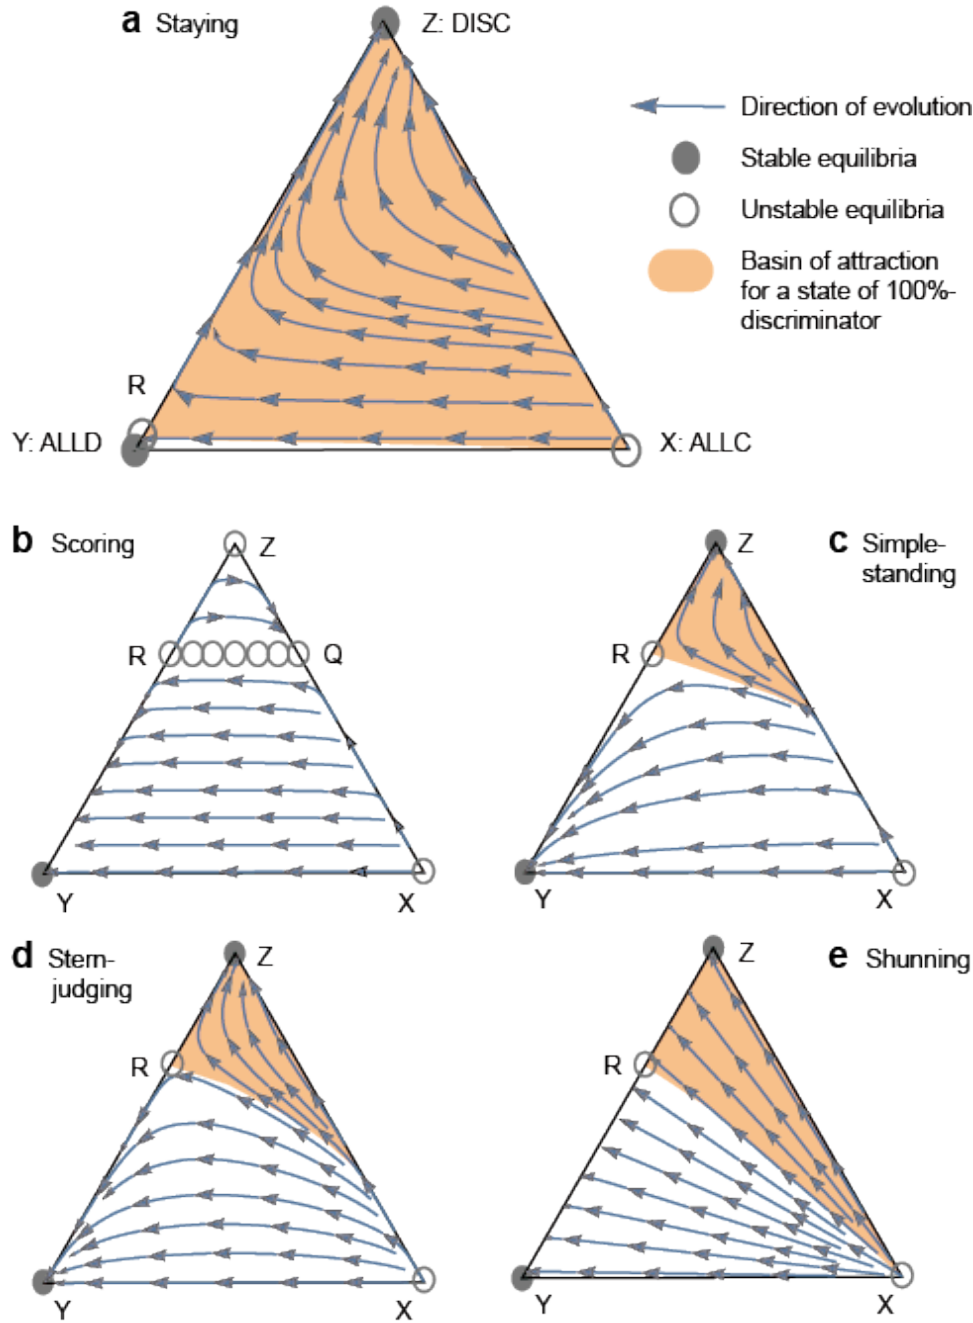 a Staying
Z: DISC
Direction of evolution
Stable equilibria
Unstable equilibria
Basin of attraction
for a state of 100%-
discriminator
R
Y: ALLD
X: ALLC
b Scoring
Z
R
Q
Y
X
c Simple-
standing
Z
R
Y
X
d Stern-
judging
Z
R
Y
X
e Shunning
Z
R
Y
X